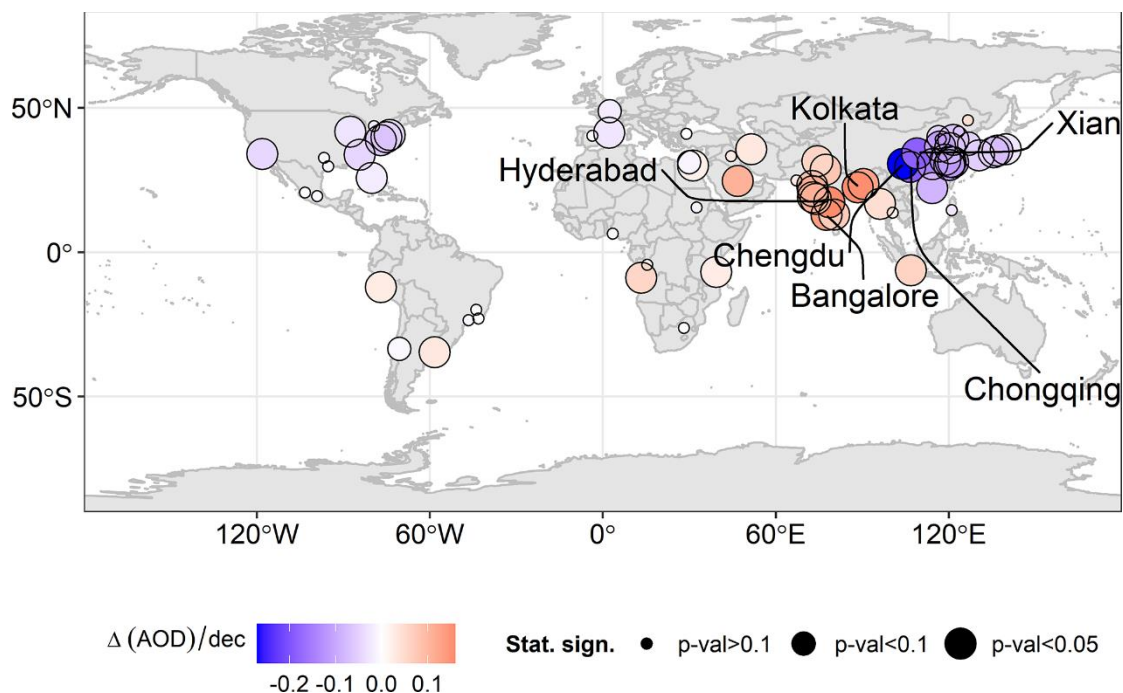 50°N
Kolkata
Xian
Hyderabad
0°
Chengdu
Bangalore
Chongqing
50°S
120°W 60°W 0° 60°E 120°E
Δ (AOD)/dec
-0.2 -0.1 0.0 0.1
Stat. sign. p-val>0.1 p-val<0.1 p-val<0.05